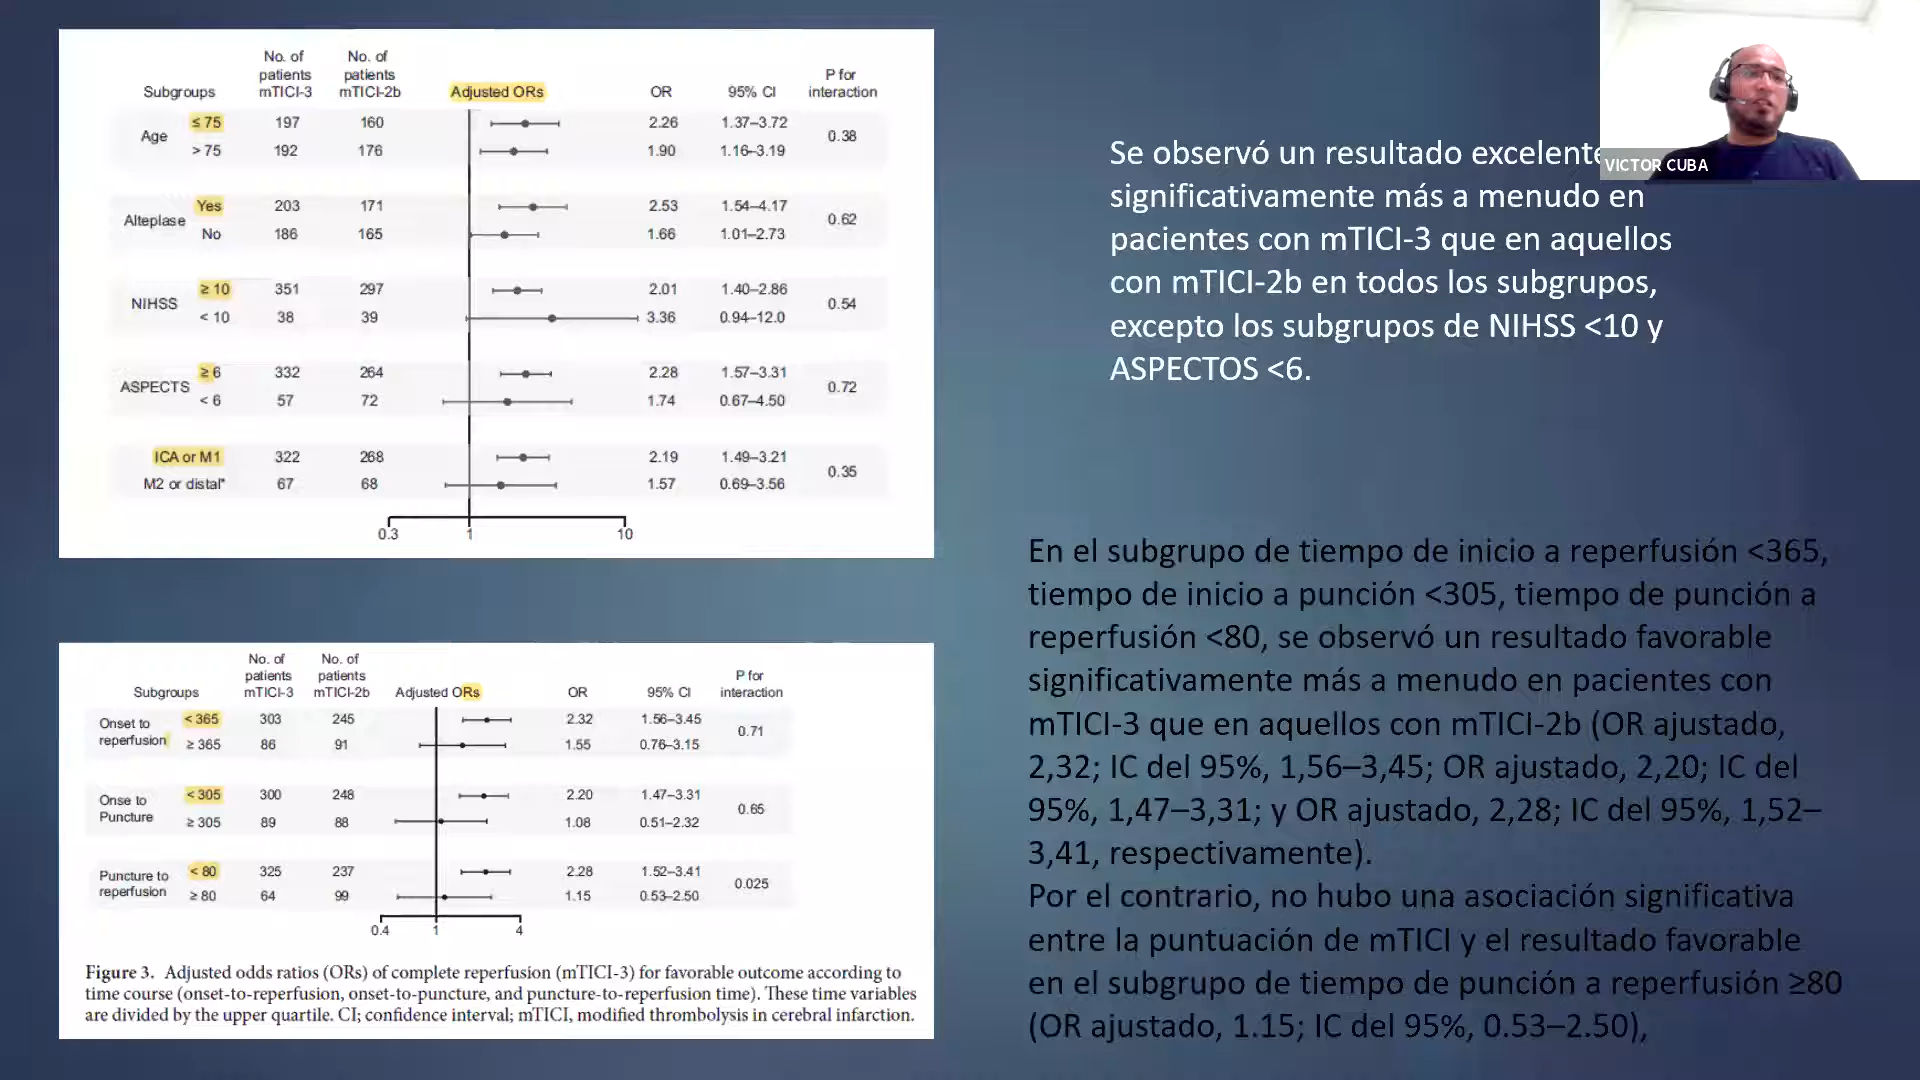 No. of No. of
patients patients P for
Subgroups mTICI-3 mTICI-2b Adjusted ORs OR 95% CI interaction
Age ≤ 75 197 160 2.26 1.37–3.72 0.38
> 75 192 176 1.90 1.16–3.19
Alteplase Yes 203 171 2.53 1.54–4.17 0.62
No 186 165 1.66 1.01–2.73
NIHSS ≥ 10 351 297 2.01 1.40–2.86 0.54
< 10 38 39 3.36 0.94–12.0
ASPECTS ≥ 6 332 264 2.28 1.57–3.31 0.72
< 6 57 72 1.74 0.67–4.50
ICA or M1 322 268 2.19 1.49–3.21 0.35
M2 or distal* 67 68 1.57 0.69–3.56
0.3 1 10
VICTOR CUBA
Se observó un resultado excelente
significativamente más a menudo en
pacientes con mTICI-3 que en aquellos
con mTICI-2b en todos los subgrupos,
excepto los subgrupos de NIHSS <10 y
ASPECTOS <6.
No. of No. of
patients patients P for
Subgroups mTICI-3 mTICI-2b Adjusted ORs OR 95% CI interaction
Onset to reperfusion < 365 303 245 2.32 1.56–3.45 0.71
≥ 365 86 91 1.55 0.76–3.15
Onse to Puncture < 305 300 248 2.20 1.47–3.31 0.65
≥ 305 89 88 1.08 0.51–2.32
Puncture to reperfusion < 80 325 237 2.28 1.52–3.41 0.025
≥ 80 64 99 1.15 0.53–2.50
0.4 1 4
Figure 3. Adjusted odds ratios (ORs) of complete reperfusion (mTICI-3) for favorable outcome according to
time course (onset-to-reperfusion, onset-to-puncture, and puncture-to-reperfusion time). These time variables
are divided by the upper quartile. CI; confidence interval; mTICI, modified thrombolysis in cerebral infarction.
En el subgrupo de tiempo de inicio a reperfusión <365,
tiempo de inicio a punción <305, tiempo de punción a
reperfusión <80, se observó un resultado favorable
significativamente más a menudo en pacientes con
mTICI-3 que en aquellos con mTICI-2b (OR ajustado,
2,32; IC del 95%, 1,56–3,45; OR ajustado, 2,20; IC del
95%, 1,47–3,31; y OR ajustado, 2,28; IC del 95%, 1,52–
3,41, respectivamente).
Por el contrario, no hubo una asociación significativa
entre la puntuación de mTICI y el resultado favorable
en el subgrupo de tiempo de punción a reperfusión ≥80
(OR ajustado, 1.15; IC del 95%, 0.53–2.50),